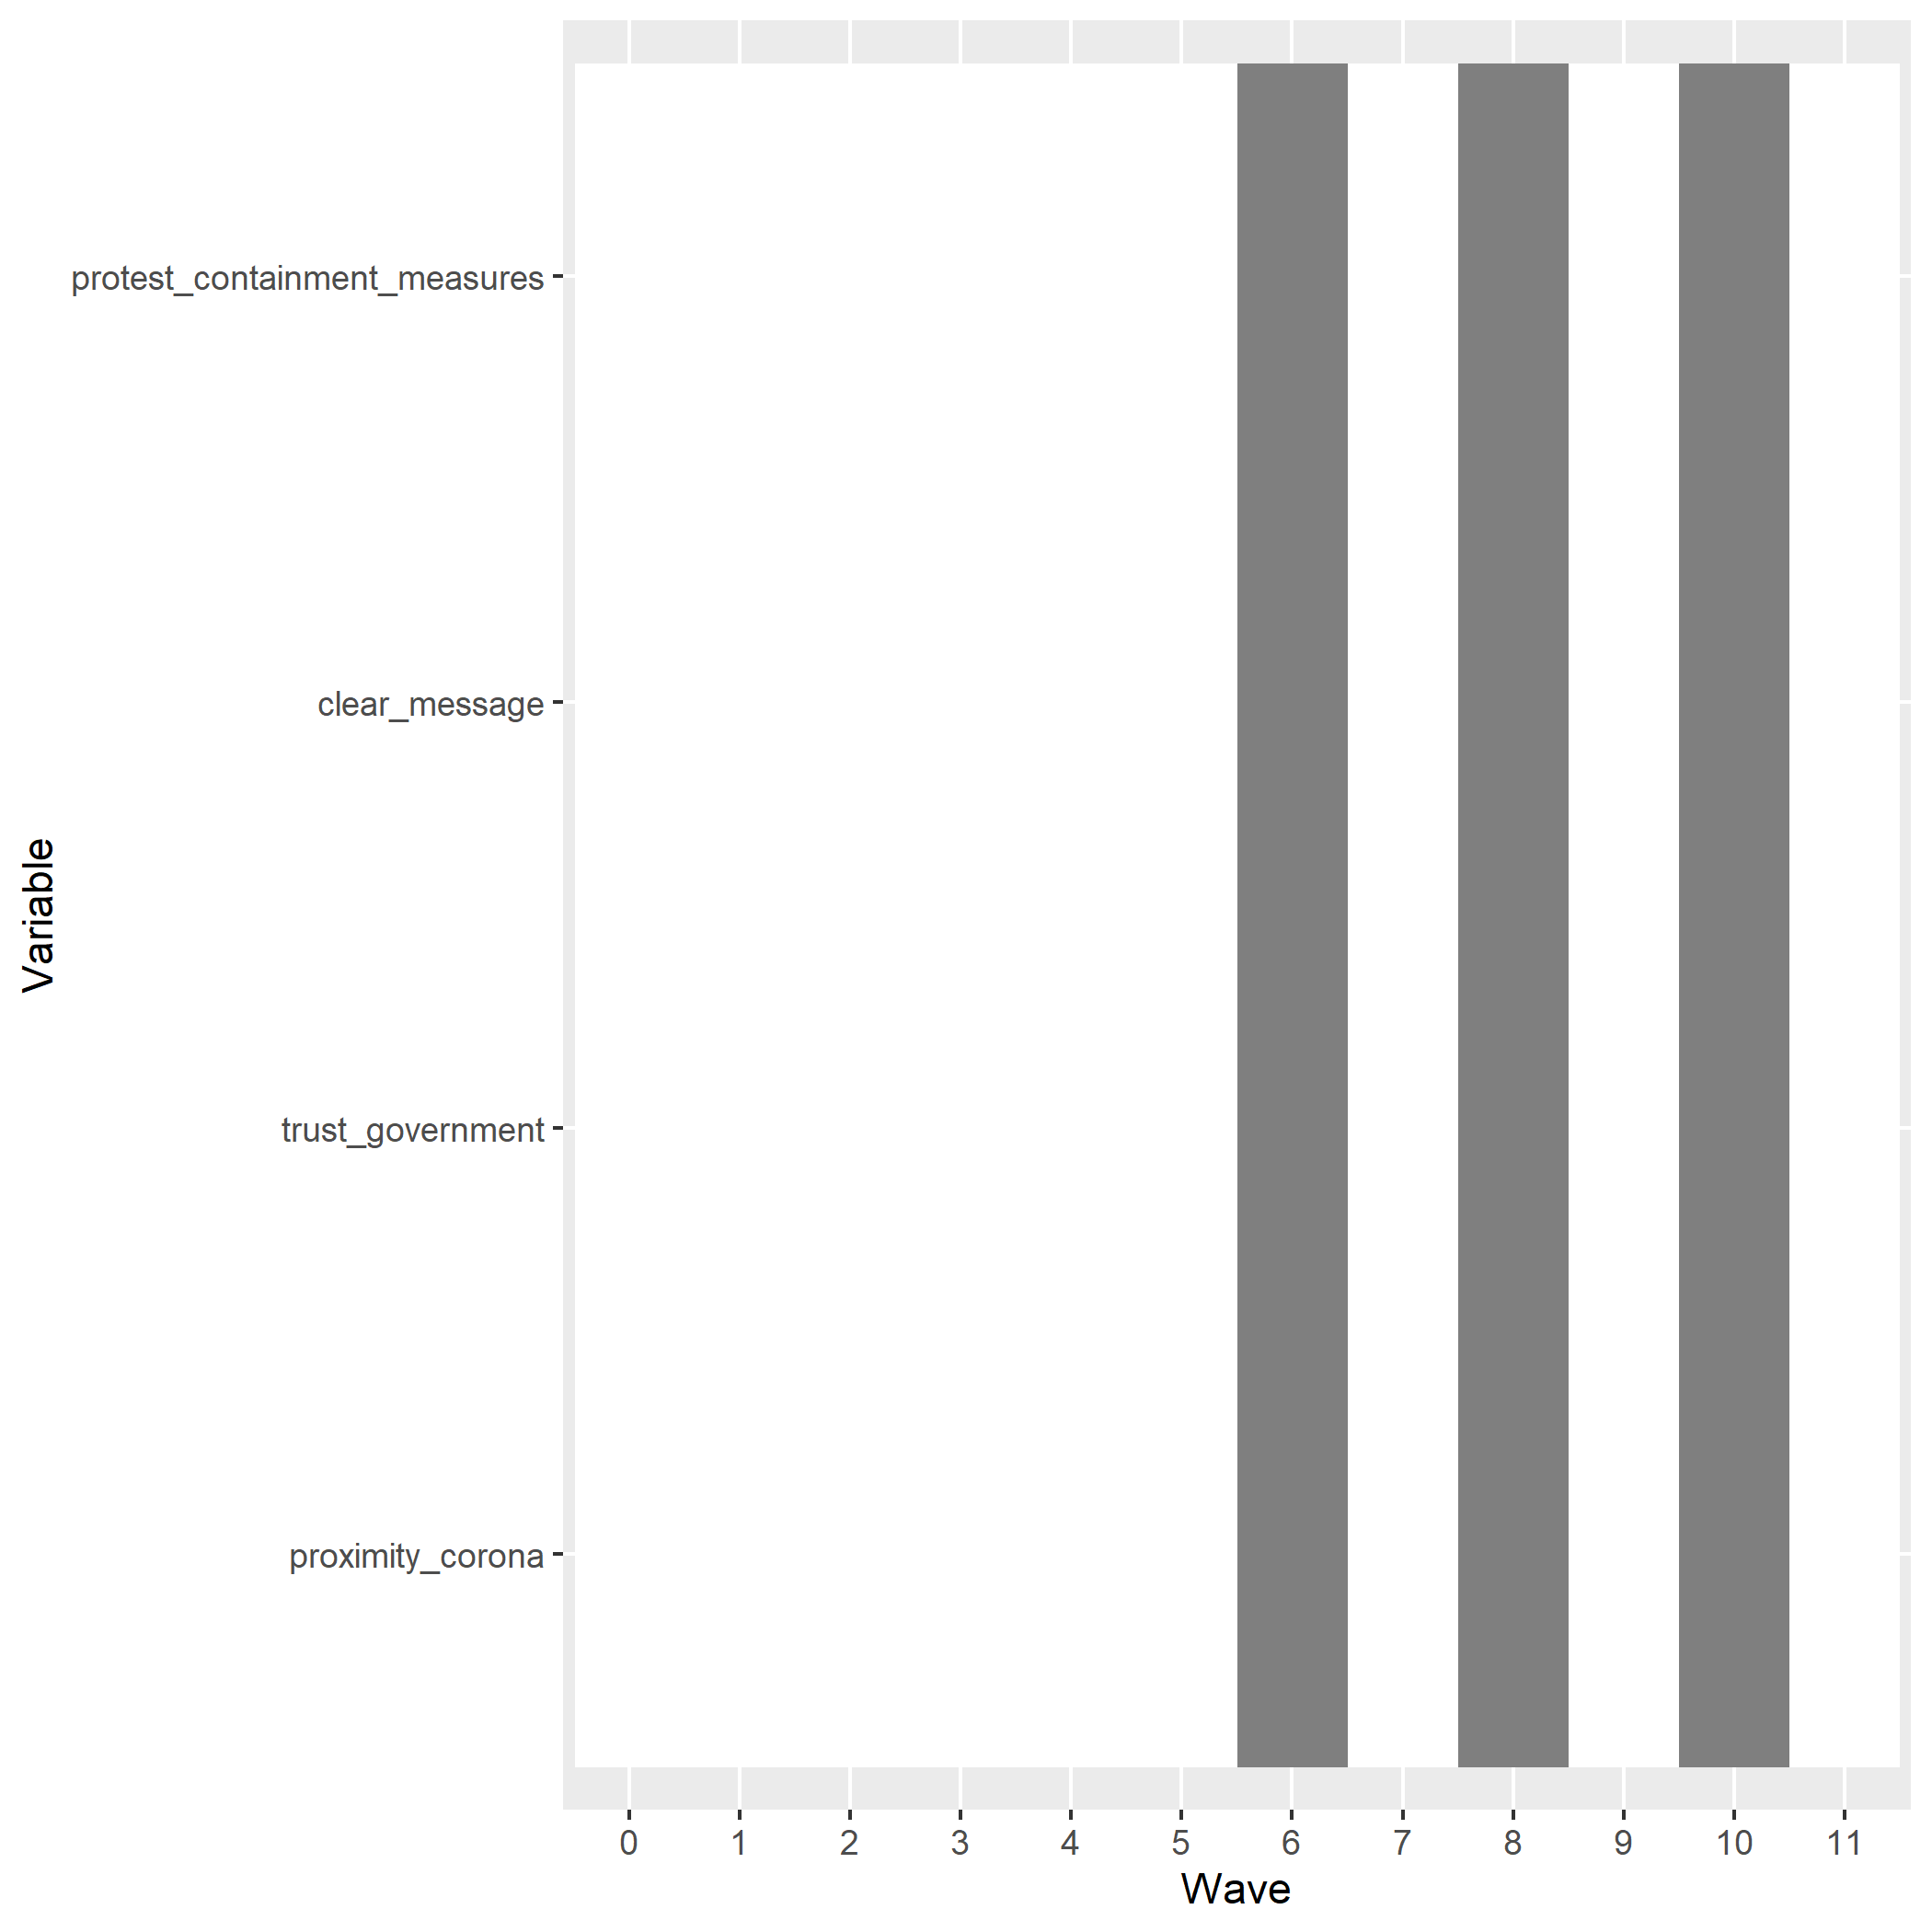 protest_containment_measures
clear_message
Variable
trust_government
proximity_corona
0 1 2 3 4 5 6 7 8 9 10 11
Wave